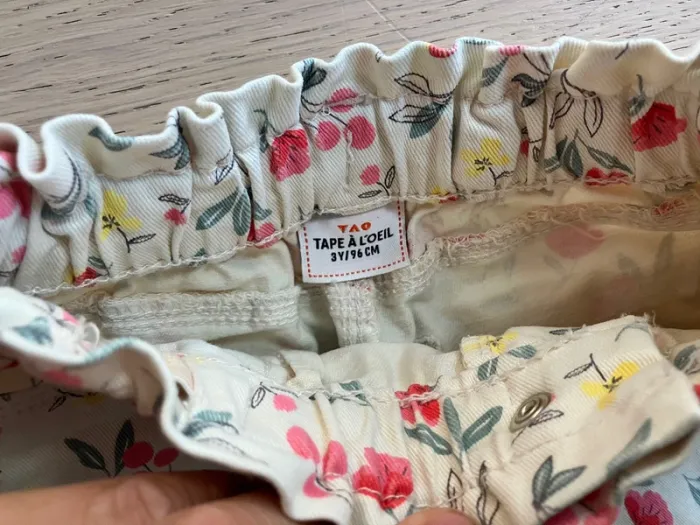 TAO
TAPE À L'OEIL
3Y/96 CM